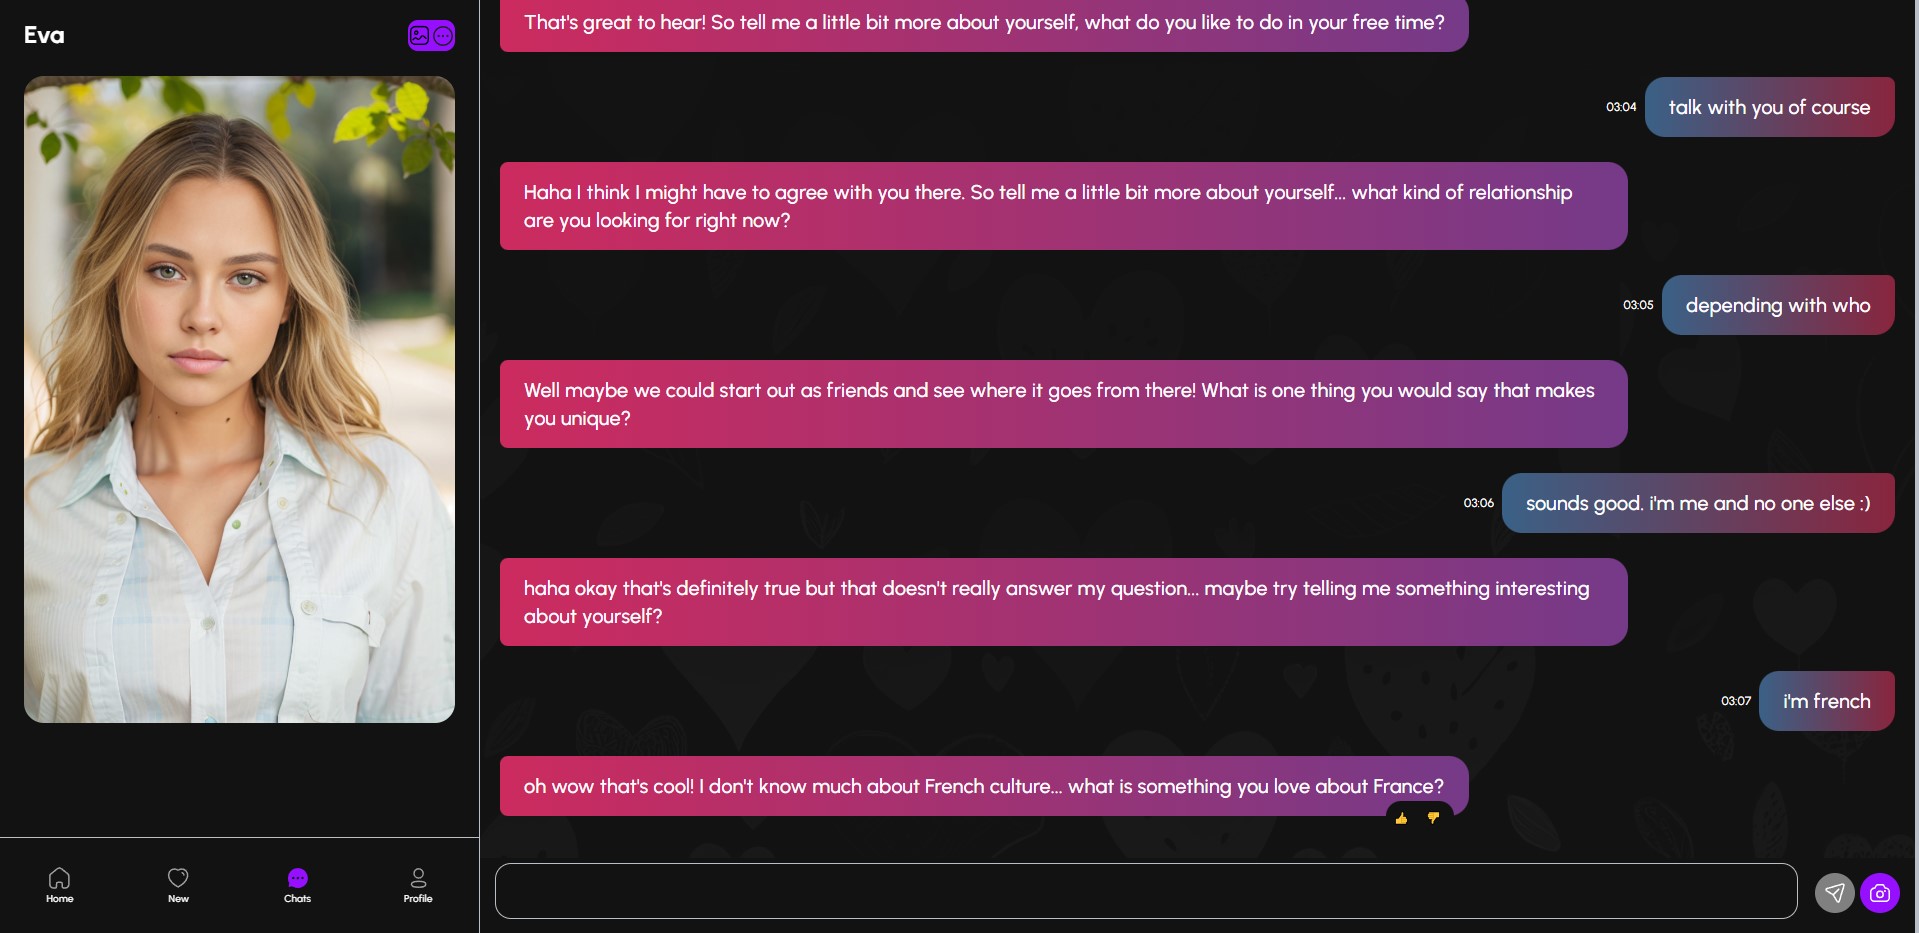 Eva
That's great to hear! So tell me a little bit more about yourself, what do you like to do in your free time?
03:04
talk with you of course
Haha I think I might have to agree with you there. So tell me a little bit more about yourself... what kind of relationship
are you looking for right now?
03:05
depending with who
Well maybe we could start out as friends and see where it goes from there! What is one thing you would say that makes
you unique?
03:06
sounds good. i'm me and no one else :)
haha okay that's definitely true but that doesn't really answer my question... maybe try telling me something interesting
about yourself?
03:07
i'm french
oh wow that's cool! I don't know much about French culture... what is something you love about France?
Home
New
Chats
Profile